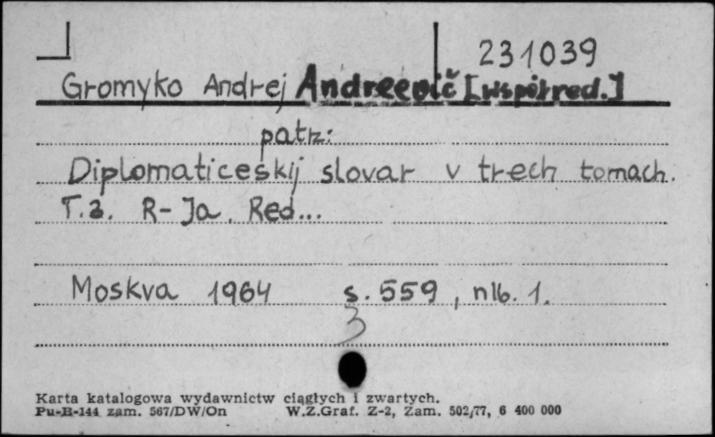 231039
Gromyko Andrej Andreevič [współred.]
patrz:
Diplomaticeskij slovar v trech tomach.
T.3. R-Ja. Red...
Moskva 1964 s. 559, nlb. 1.
3
Karta katalogowa wydawnictw ciągłych i zwartych.
Pu-B-144 zam. 567/DW/On W.Z.Graf. Z-2, Zam. 502/77, 6 400 000